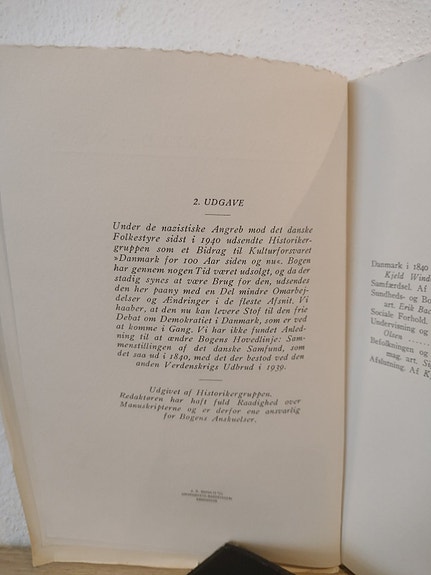 2. UDGAVE
Under de nazistiske Angreb mod det danske
Folkestyre sidst i 1940 udsendte Historiker-
gruppen som et Bidrag til Kulturforsvaret
»Danmark for 100 Aar siden og nu«. Bogen
har gennem nogen Tid været udsolgt, og da der
stadig synes at være Brug for den, udsendes
den her paany med en Del mindre Omarbej-
delser og Ændringer i de fleste Afsnit. Vi
haaber, at den nu kan levere Stof til den frie
Debat om Demokratiet i Danmark, som er ved
at komme i Gang. Vi har ikke fundet Anled-
ning til at ændre Bogens Hovedlinje: Sam-
menstillingen af det danske Samfund, som
det saa ud i 1840, med det der bestod ved den
anden Verdenskrigs Udbrud i 1939.
Udgivet af Historikergruppen.
Redaktøren har haft fuld Raadighed over
Manuskripterne og er derfor ene ansvarlig
for Bogens Anskuelser.
Danmark i 1840
Kjeld Wind
Samfærdsel. Af
Sundheds- og Bo
art. Erik Bac
Sociale Forhold.
Undervisning og
Olsen ......
Befolkningen og
mag. art. St
Afslutning. Af K